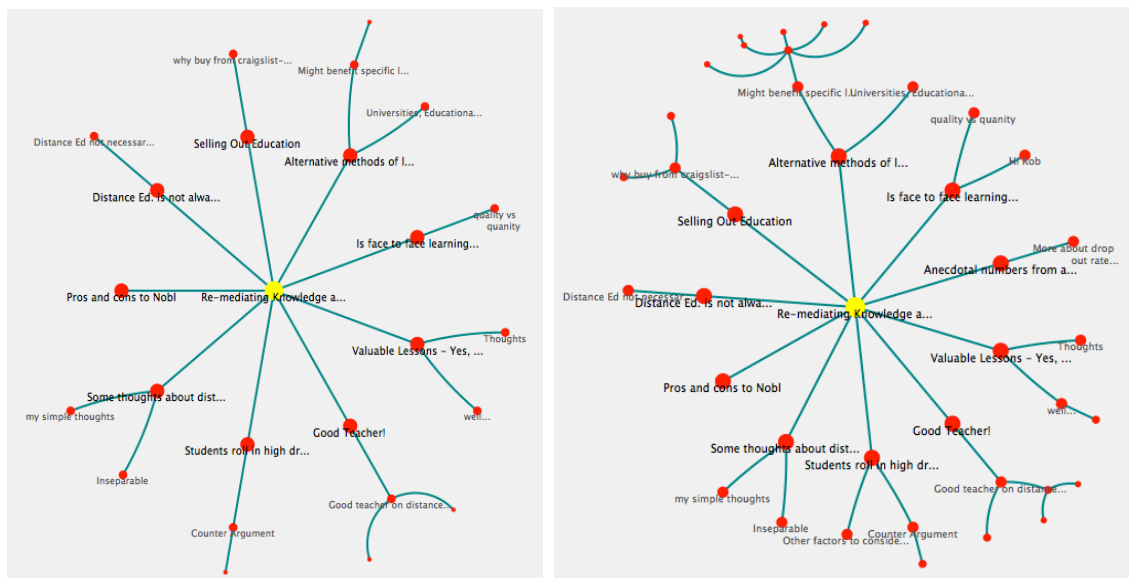 why buy from craigslist-...
Might benefit specific l...
Universities, Educationa...
Selling Out Education
Alternative methods of l...
Distance Ed not necessar...
Distance Ed. is not alwa...
quality vs
quanity
Is face to face learning...
Pros and cons to Nobl
Re-mediating Knowledge a...
Thoughts
Valuable Lessons - Yes, ...
Some thoughts about dist...
my simple thoughts
well...
Good Teacher!
Students roll in high dr...
Inseparable
Good teacher on distance...
Counter Argument
Might benefit specific l...
Universities, Educationa...
quality vs quanity
Alternative methods of l...
Hi Rob
why buy from craigslist-...
Is face to face learning...
Selling Out Education
More about drop
out rate...
Anecdotal numbers from a...
Distance Ed not necessar...
Distance Ed. is not alwa...
Re-mediating Knowledge a...
Thoughts
Valuable Lessons - Yes, ...
Pros and cons to Nobl
well...
Good Teacher!
Some thoughts about dist...
Students roll in high dr...
my simple thoughts
Good teacher on distance...
Inseparable
Other factors to conside...
Counter Argument